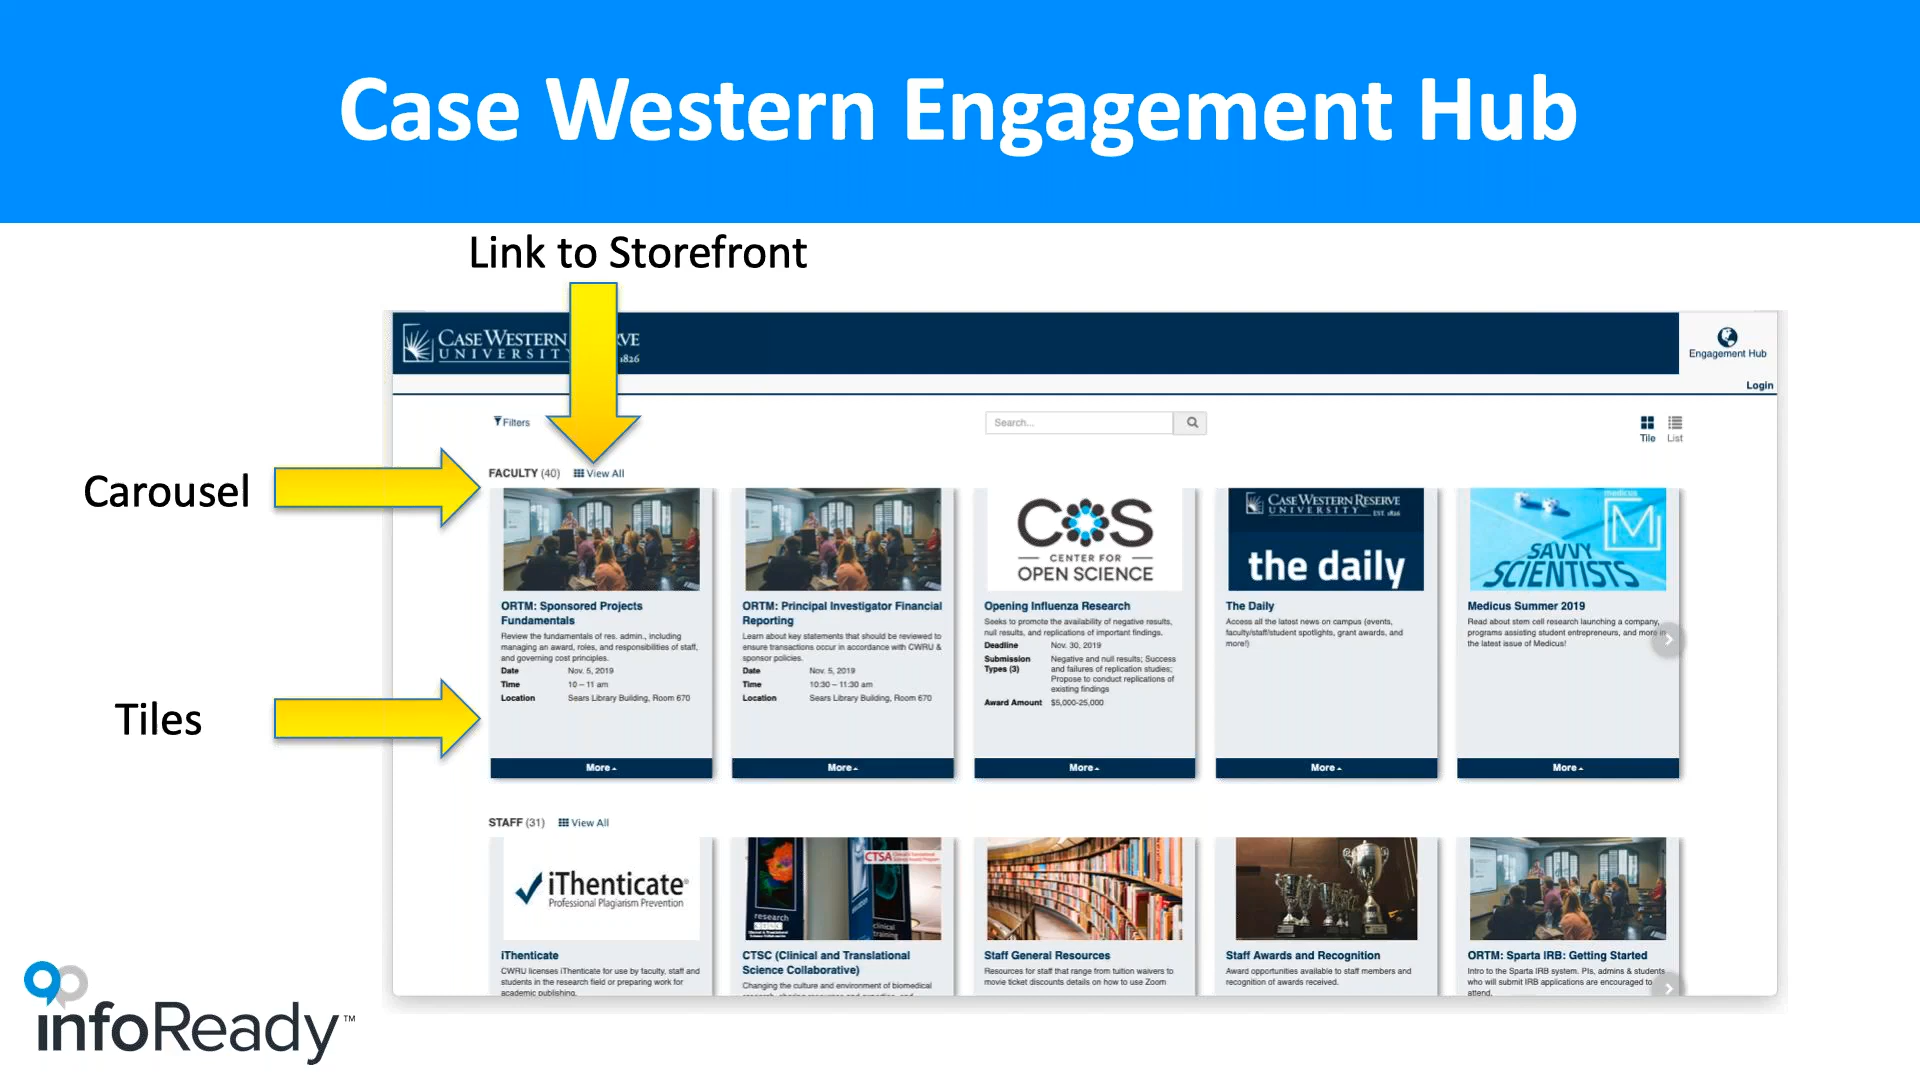 Case Western Engagement Hub
Link to Storefront
CASE WESTERN
UNIVERSITY
Engagement Hub
Login
Filters
Search...
Tile
List
Carousel
FACULTY (40)
View All
COS
CENTER FOR
OPEN SCIENCE
CASE WESTERN RESERVE
UNIVERSITY EST. 1826
the daily
medicus
M
SAVVY
SCIENTISTS
ORTM: Sponsored Projects
Fundamentals
Review the fundamentals of res. admin., including
managing an award, roles, and responsibilities of staff,
and governing cost principles.
Date Nov. 5, 2019
Time 10 – 11 am
Location Sears Library Building, Room 670
More
ORTM: Principal Investigator Financial
Reporting
Learn about key statements that should be reviewed to
ensure transactions occur in accordance with CWRU &
sponsor policies.
Date Nov. 5, 2019
Time 10:30 – 11:30 am
Location Sears Library Building, Room 670
More
Opening Influenza Research
Seeks to promote the availability of negative results,
null results, and replications of important findings.
Deadline Nov. 30, 2019
Submission Negative and null results; Success
Types (3) and failures of replication studies;
Propose to conduct replications of
existing findings
Award Amount $5,000-25,000
More
The Daily
Access all the latest news on campus (events,
faculty/staff/student spotlights, grant awards, and
more!)
More
Medicus Summer 2019
Read about stem cell research launching a company,
programs assisting student entrepreneurs, and more in
the latest issue of Medicus!
More
Tiles
STAFF (31)
View All
iThenticate®
Professional Plagiarism Prevention
iThenticate
CWRU licenses iThenticate for use by faculty, staff and
students in the research field or preparing work for
academic publishing.
CTSA
research
clinical
training
CTSC (Clinical and Translational
Science Collaborative)
Changing the culture and environment of biomedical
Staff General Resources
Resources for staff that range from tuition waivers to
movie ticket discounts details on how to use Zoom
Staff Awards and Recognition
Award opportunities available to staff members and
recognition of awards received.
ORTM: Sparta IRB: Getting Started
Intro to the Sparta IRB system. PIs, admins & students
who will submit IRB applications are encouraged to
attend.
infoReady™